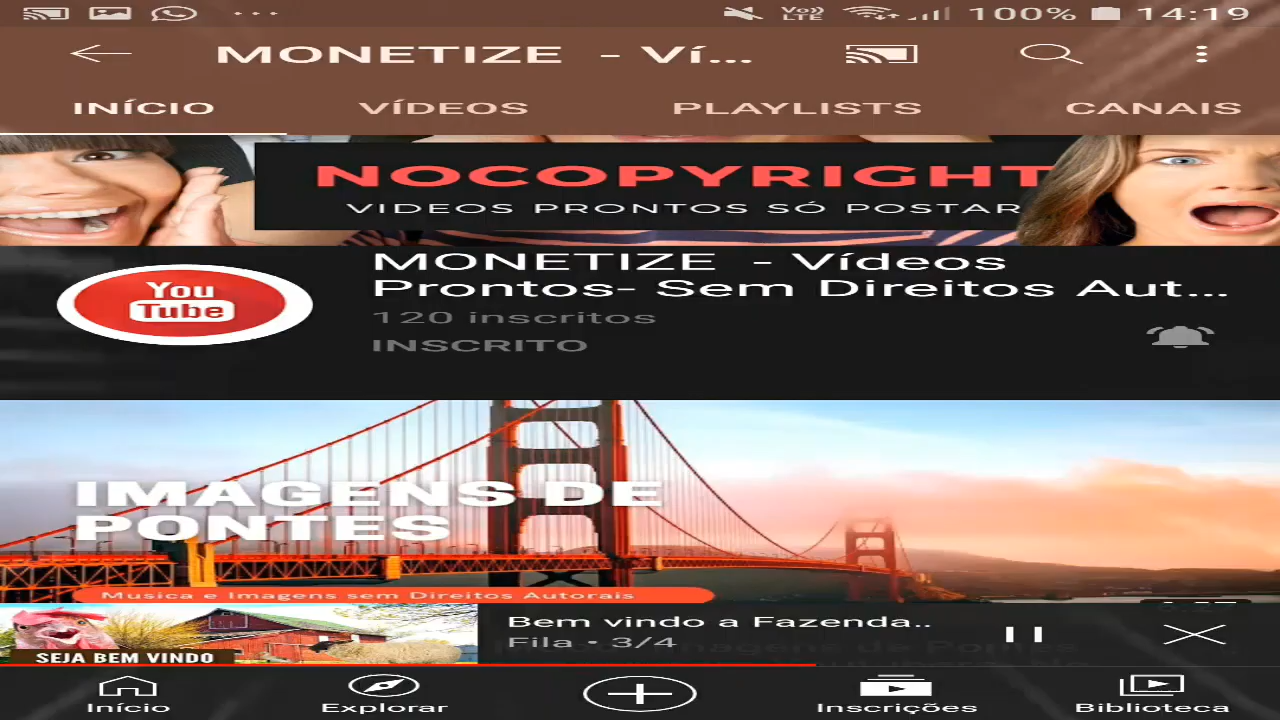 Vo)) LTE 100% 14:19
MONETIZE - Ví...
INÍCIO VÍDEOS PLAYLISTS CANAIS
NOCOPYRIGHT
VIDEOS PRONTOS SÓ POSTAR
You
Tube
MONETIZE - Vídeos
Prontos- Sem Direitos Aut...
120 inscritos
INSCRITO
IMAGENS DE
PONTES
Musica e Imagens sem Direitos Autorais
SEJA BEM VINDO
Bem vindo a Fazenda..
Fila • 3/4
Início Explorar Inscrições Biblioteca